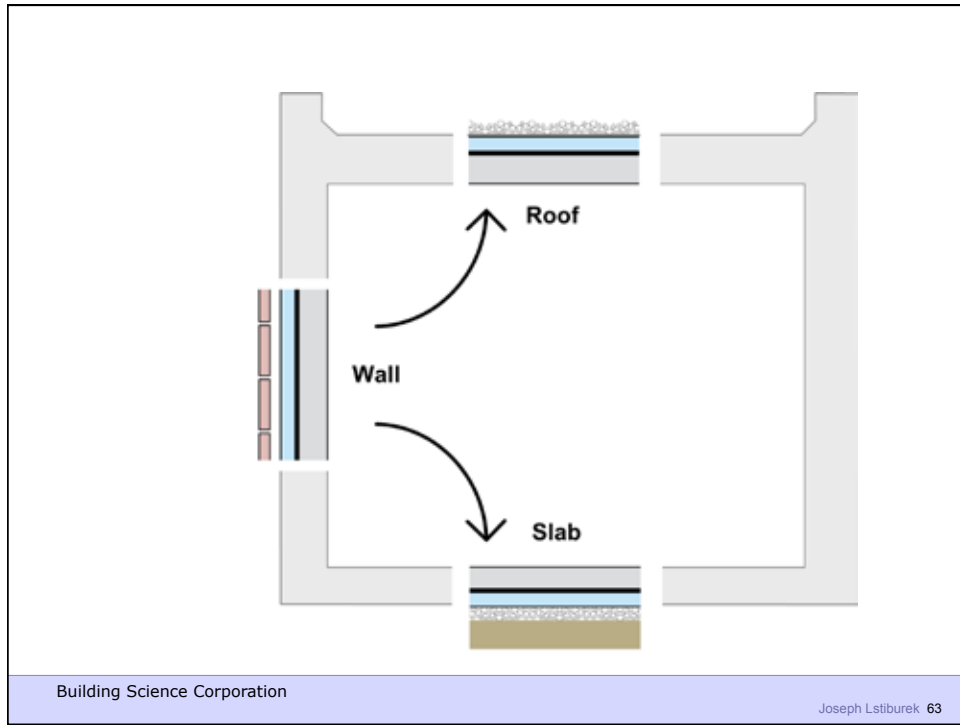 Roof
Wall
Slab
Building Science Corporation
Joseph Lstiburek 63